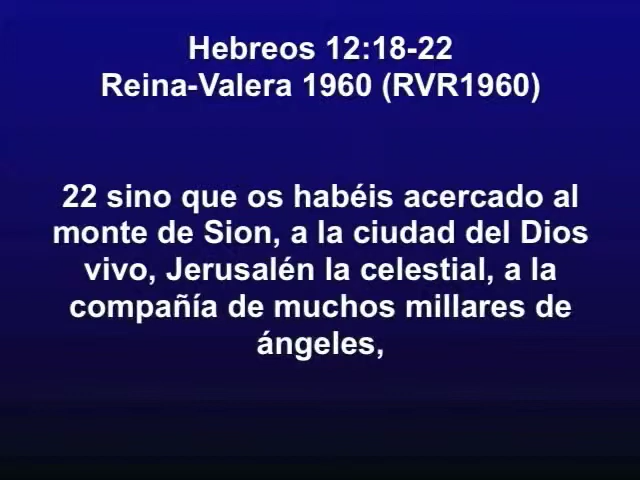 Hebreos 12:18-22
Reina-Valera 1960 (RVR1960)
22 sino que os habéis acercado al
monte de Sion, a la ciudad del Dios
vivo, Jerusalén la celestial, a la
compañía de muchos millares de
ángeles,